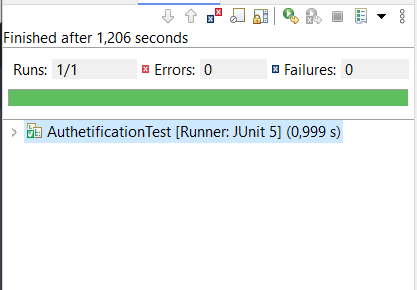 Finished after 1,206 seconds
Runs: 1/1 Errors: 0 Failures: 0
AuthetificationTest [Runner: JUnit 5] (0,999 s)